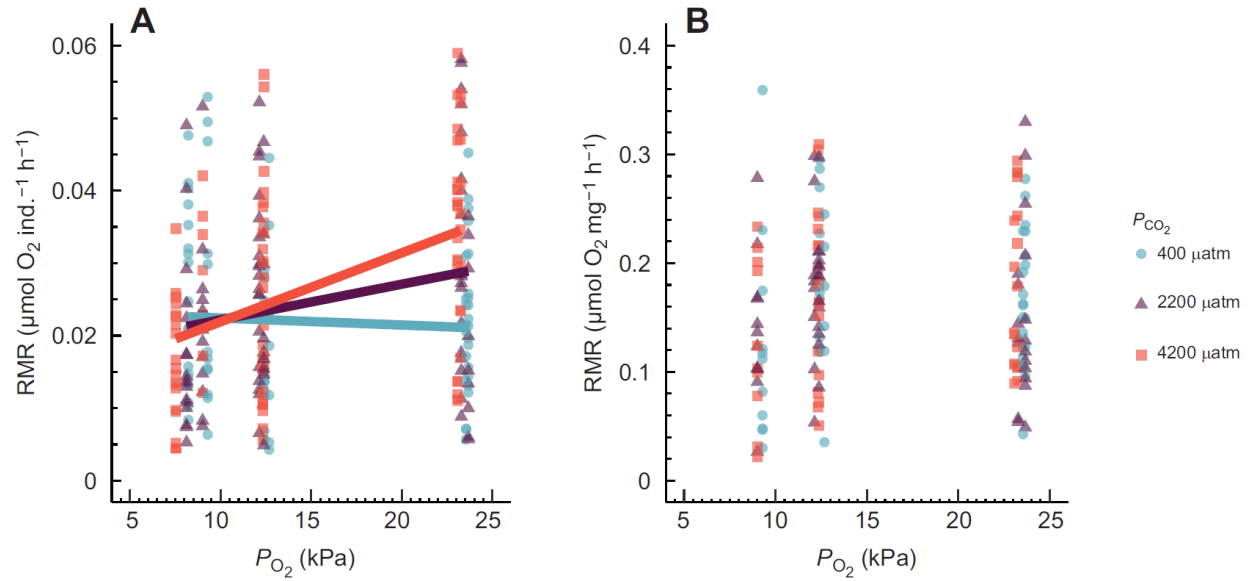 A
B
0.06
0.04
0.02
0
RMR (µmol O2 ind.−1 h−1)
5 10 15 20 25
PO2 (kPa)
0.4
0.3
0.2
0.1
0
RMR (µmol O2 mg−1 h−1)
5 10 15 20 25
PO2 (kPa)
PCO2
400 µatm
2200 µatm
4200 µatm